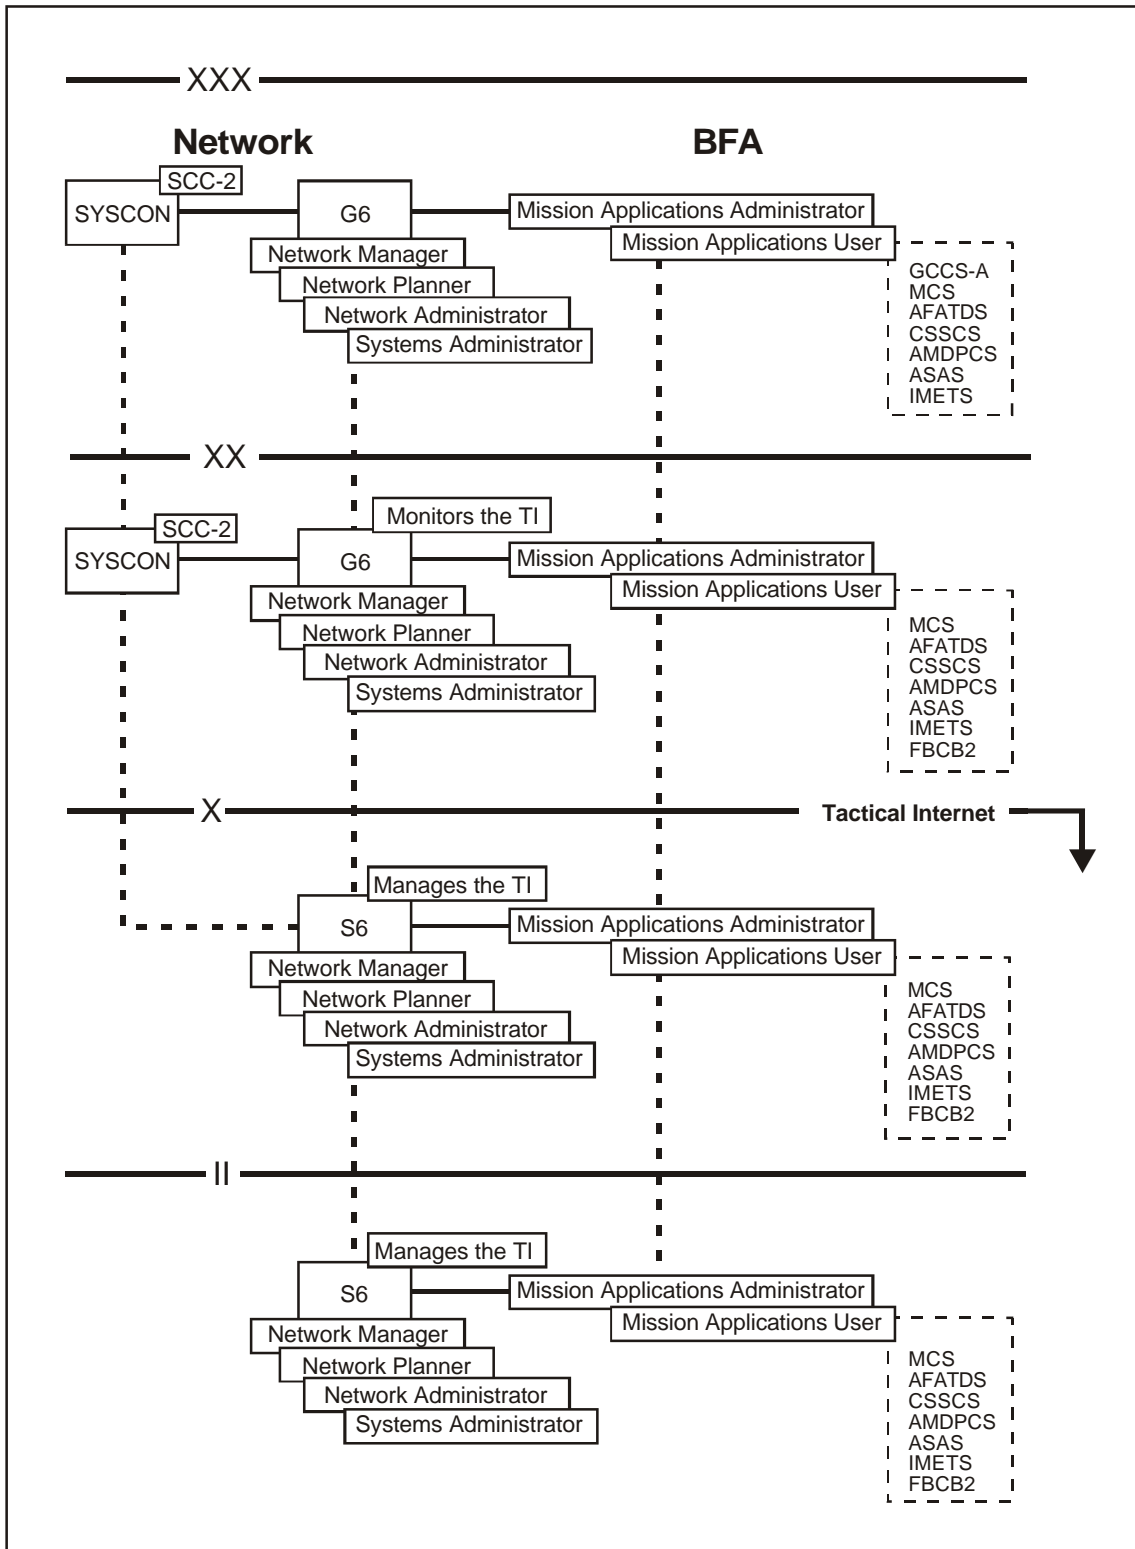 XXX
Network
BFA
SCC-2
SYSCON
G6
Mission Applications Administrator
Mission Applications User
Network Manager
Network Planner
Network Administrator
Systems Administrator
GCCS-A
MCS
AFATDS
CSSCS
AMDPCS
ASAS
IMETS
XX
Monitors the TI
SCC-2
SYSCON
G6
Mission Applications Administrator
Mission Applications User
Network Manager
Network Planner
Network Administrator
Systems Administrator
MCS
AFATDS
CSSCS
AMDPCS
ASAS
IMETS
FBCB2
X
Tactical Internet
Manages the TI
S6
Mission Applications Administrator
Mission Applications User
Network Manager
Network Planner
Network Administrator
Systems Administrator
MCS
AFATDS
CSSCS
AMDPCS
ASAS
IMETS
FBCB2
II
Manages the TI
S6
Mission Applications Administrator
Mission Applications User
Network Manager
Network Planner
Network Administrator
Systems Administrator
MCS
AFATDS
CSSCS
AMDPCS
ASAS
IMETS
FBCB2